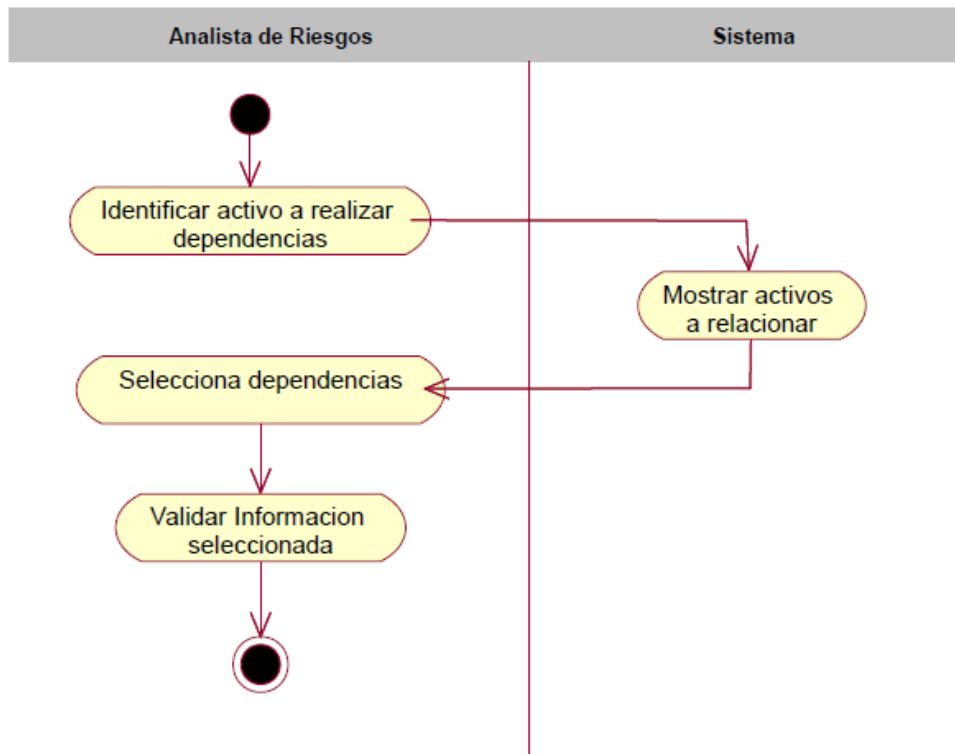 Analista de Riesgos
Sistema
Identificar activo a realizar
dependencias
Mostrar activos
a relacionar
Selecciona dependencias
Validar Informacion
seleccionada